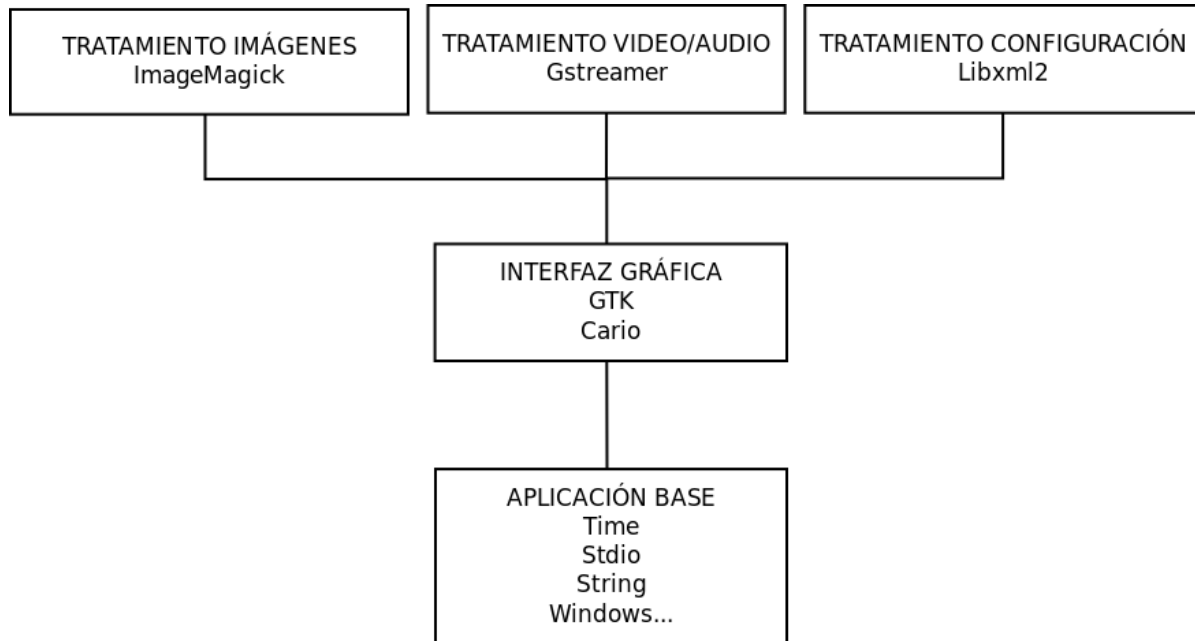 TRATAMIENTO IMÁGENES
ImageMagick
TRATAMIENTO VIDEO/AUDIO
Gstreamer
TRATAMIENTO CONFIGURACIÓN
Libxml2
INTERFAZ GRÁFICA
GTK
Cario
APLICACIÓN BASE
Time
Stdio
String
Windows...